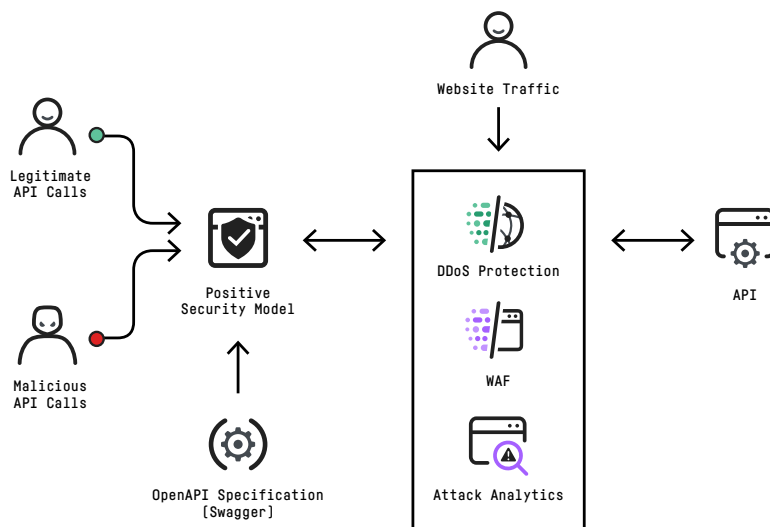 Website Traffic
Legitimate
API Calls
DDoS Protection
Positive
Security Model
API
WAF
Malicious
API Calls
OpenAPI Specification
(Swagger)
Attack Analytics